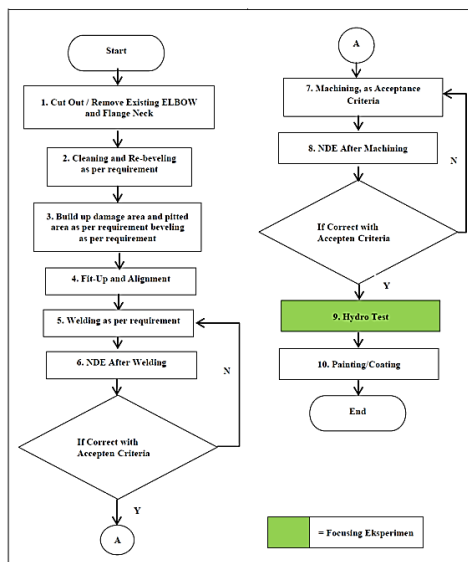 Start
1. Cut Out / Remove Existing ELBOW
and Flange Neck
2. Cleaning and Re-beveling
as per requirement
3. Build up damage area and pitted
area as per requirement beveling
as per requirement
4. Fit-Up and Alignment
5. Welding as per requirement
6. NDE After Welding
N
If Correct with
Accepten Criteria
Y
A
A
7. Machining, as Acceptance
Criteria
8. NDE After Machining
N
If Correct with
Accepten Criteria
Y
9. Hydro Test
10. Painting/Coating
End
= Focusing Eksperimen